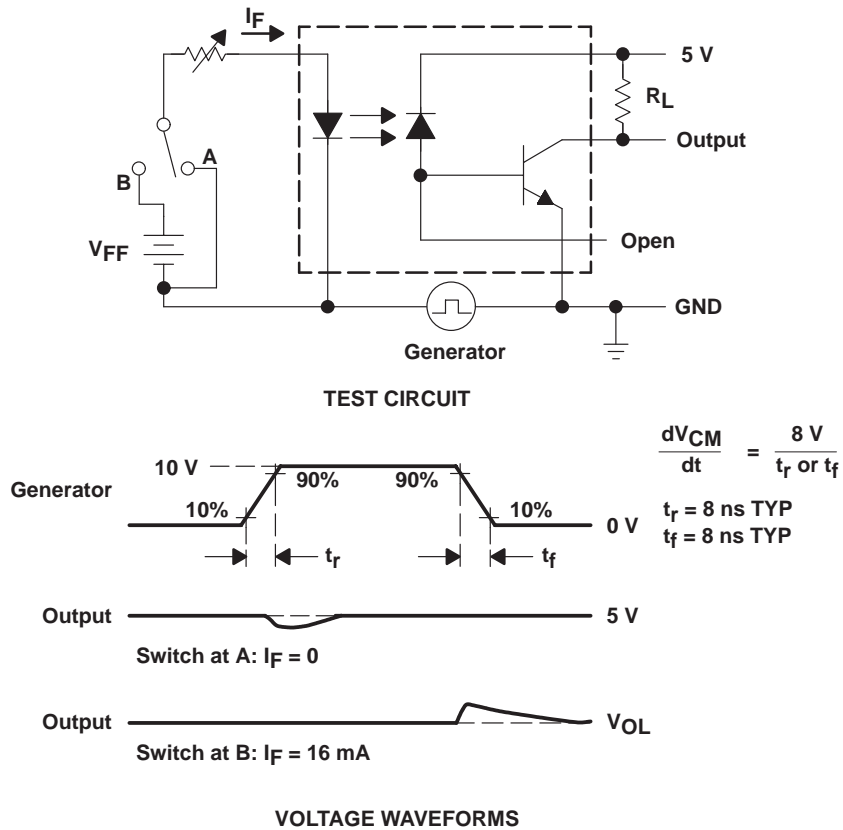 IF
5 V
RL
Output
A
B
VFF
Open
GND
Generator
TEST CIRCUIT
dVCM / dt = 8 V / tr or tf
10 V
90%
90%
Generator
10%
10%
0 V
tr = 8 ns TYP
tf = 8 ns TYP
tr
tf
Output
5 V
Switch at A: IF = 0
Output
VOL
Switch at B: IF = 16 mA
VOLTAGE WAVEFORMS